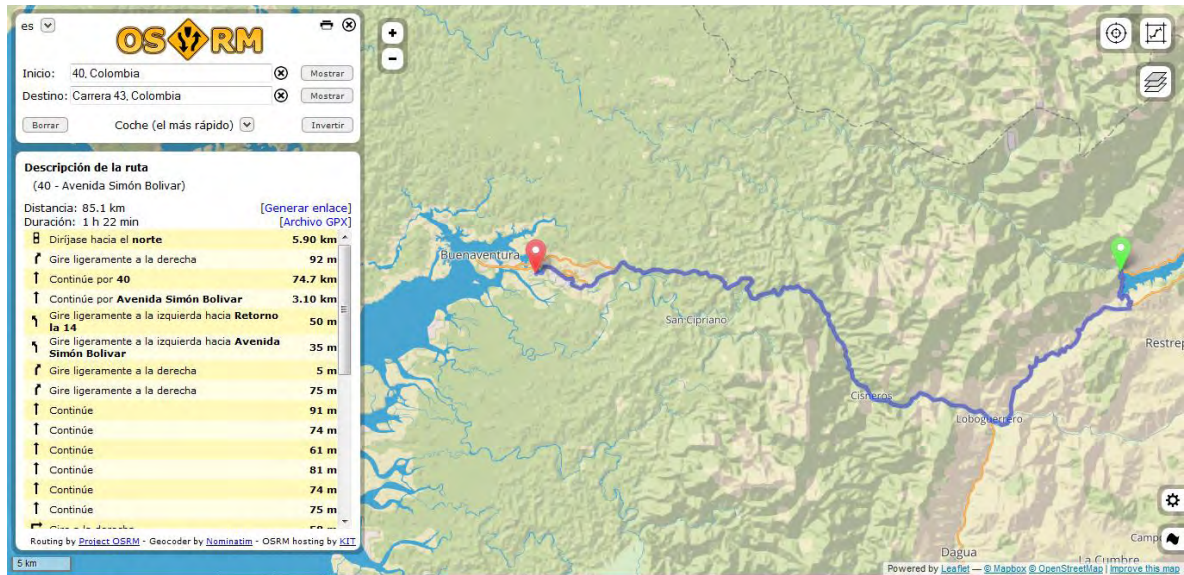 es
OSRM
Inicio: 40, Colombia Mostrar
Destino: Carrera 43, Colombia Mostrar
Borrar Coche (el más rápido) Invertir
Descripción de la ruta
(40 - Avenida Simón Bolivar)
Distancia: 85.1 km [Generar enlace]
Duración: 1 h 22 min [Archivo GPX]
Diríjase hacia el norte 5.90 km
Gire ligeramente a la derecha 92 m
Continúe por 40 74.7 km
Continúe por Avenida Simón Bolivar 3.10 km
Gire ligeramente a la izquierda hacia Retorno
la 14 50 m
Gire ligeramente a la izquierda hacia Avenida
Simón Bolivar 35 m
Gire ligeramente a la derecha 5 m
Gire ligeramente a la derecha 75 m
Continúe 91 m
Continúe 74 m
Continúe 61 m
Continúe 81 m
Continúe 74 m
Continúe 75 m
Routing by Project OSRM - Geocoder by Nominatim - OSRM hosting by KIT
5 km
+
-
Buenaventura
San Cipriano
Restrep
Cisneros
Loboguerrero
Dagua
Campo
La Cumbre
Powered by Leaflet — © Mapbox © OpenStreetMap | Improve this map